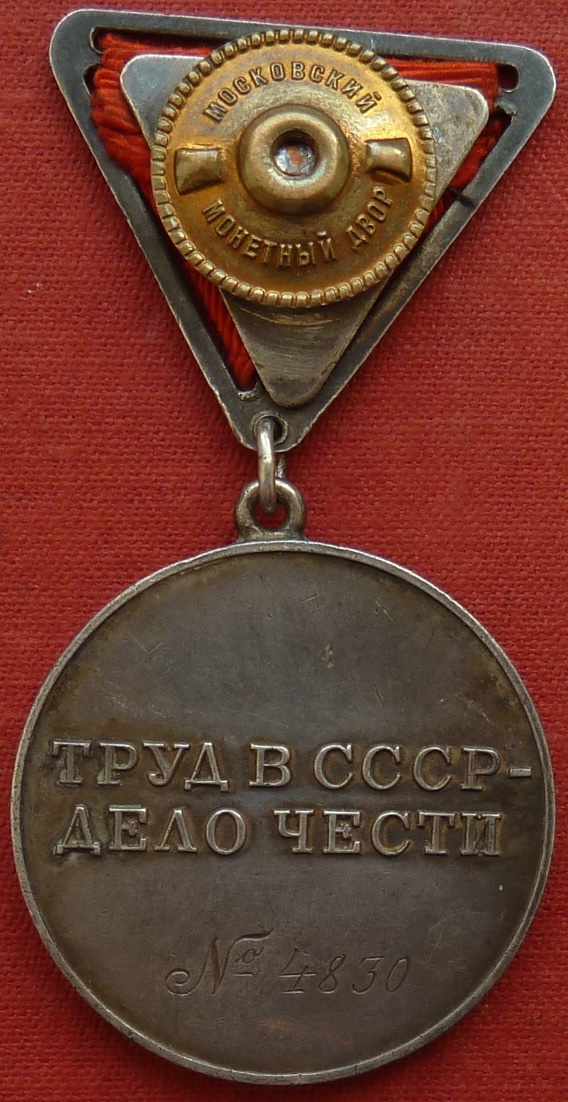 МОСКОВСКИЙ
МОНЕТНЫЙ ДВОР
ТРУД В СССР-
ДЕЛО ЧЕСТИ
№ 4830